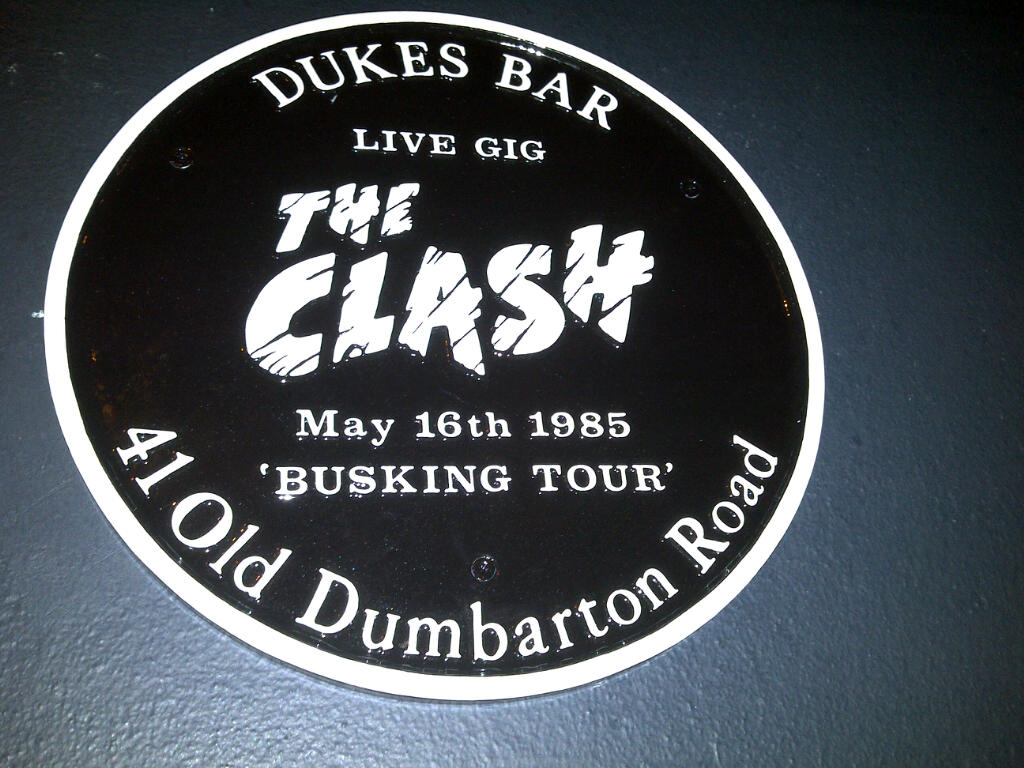 DUKES BAR
LIVE GIG
THE
CLASH
May 16th 1985
'BUSKING TOUR'
41 Old Dumbarton Road